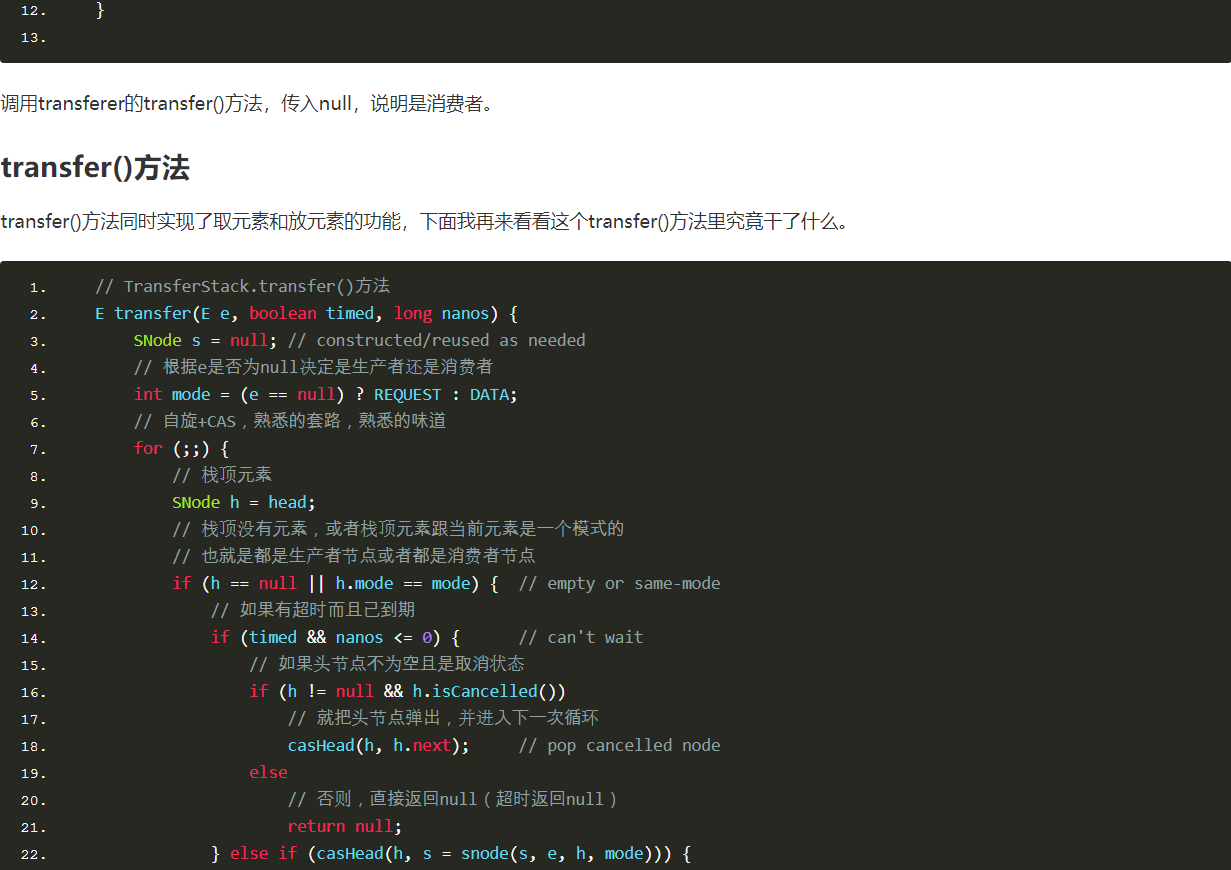 12.     }
13.
调用transferer的transfer()方法，传入null，说明是消费者。
transfer()方法
transfer()方法同时实现了取元素和放元素的功能，下面我再来看看这个transfer()方法里究竟干了什么。
1.     // TransferStack.transfer()方法
2.     E transfer(E e, boolean timed, long nanos) {
3.         SNode s = null; // constructed/reused as needed
4.         // 根据e是否为null决定是生产者还是消费者
5.         int mode = (e == null) ? REQUEST : DATA;
6.         // 自旋+CAS，熟悉的套路，熟悉的味道
7.         for (;;) {
8.             // 栈顶元素
9.             SNode h = head;
10.             // 栈顶没有元素，或者栈顶元素跟当前元素是一个模式的
11.             // 也就是都是生产者节点或者都是消费者节点
12.             if (h == null || h.mode == mode) {  // empty or same-mode
13.                 // 如果有超时而且已到期
14.                 if (timed && nanos <= 0) {      // can't wait
15.                     // 如果头节点不为空且是取消状态
16.                     if (h != null && h.isCancelled())
17.                         // 就把头节点弹出，并进入下一次循环
18.                         casHead(h, h.next);     // pop cancelled node
19.                     else
20.                         // 否则，直接返回null（超时返回null）
21.                         return null;
22.                 } else if (casHead(h, s = snode(s, e, h, mode))) {